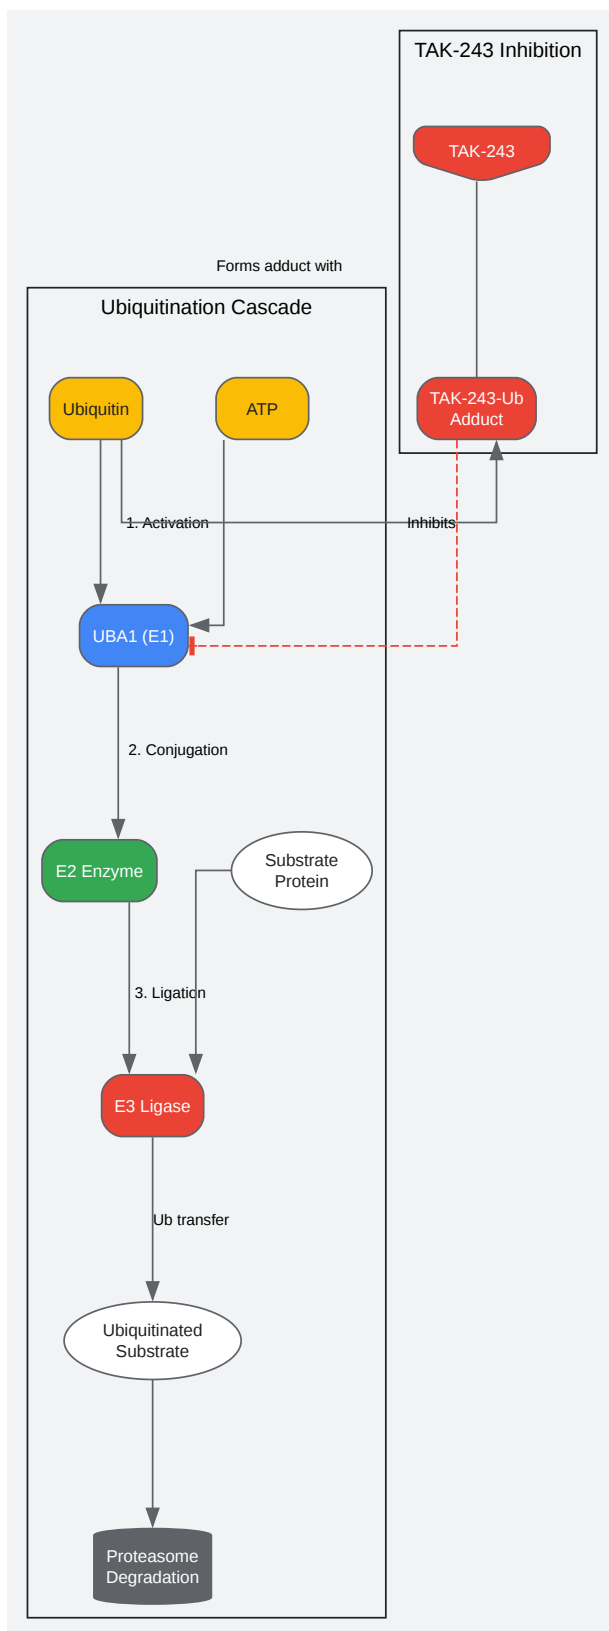 TAK-243 Inhibition
TAK-243
Forms adduct with
Ubiquitination Cascade
Ubiquitin
ATP
TAK-243-Ub
Adduct
1. Activation
Inhibits
UBA1 (E1)
2. Conjugation
E2 Enzyme
Substrate
Protein
3. Ligation
E3 Ligase
Ub transfer
Ubiquitinated
Substrate
Proteasome
Degradation